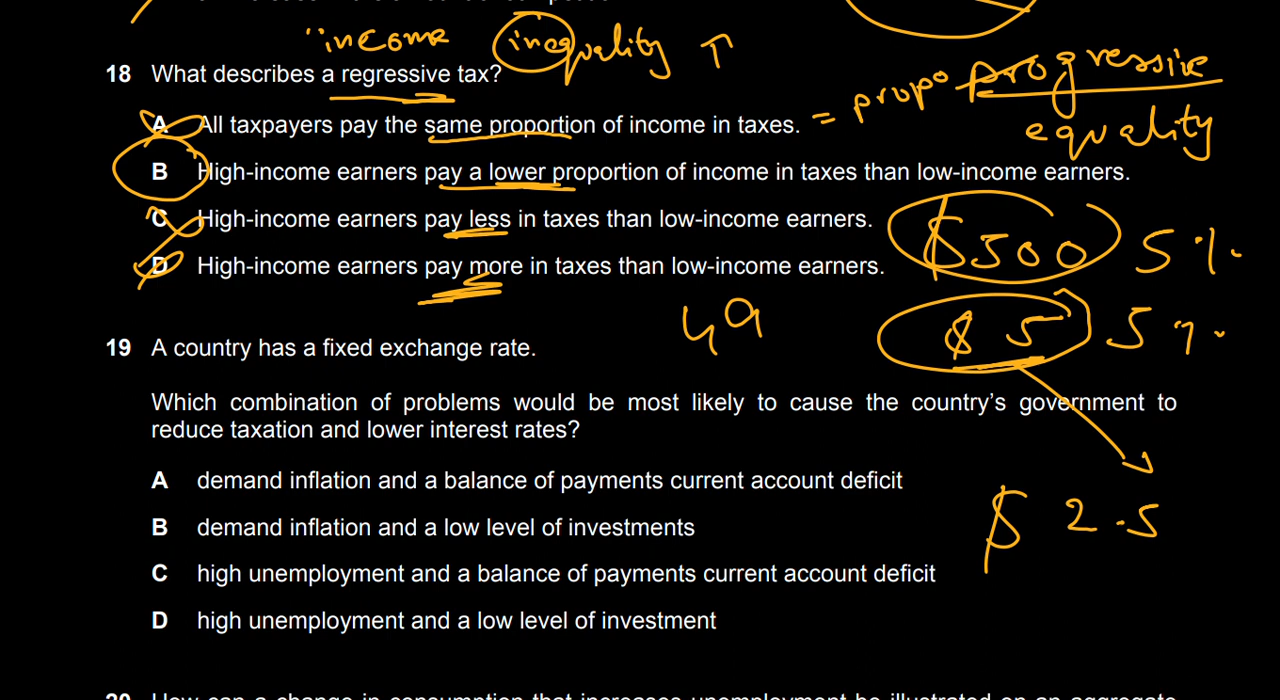 income inequality ↑
18 What describes a regressive tax?
A All taxpayers pay the same proportion of income in taxes.
= propo progressive
equality
B High-income earners pay a lower proportion of income in taxes than low-income earners.
C High-income earners pay less in taxes than low-income earners.
$500 5%
D High-income earners pay more in taxes than low-income earners.
49
$5 5%
19 A country has a fixed exchange rate.
Which combination of problems would be most likely to cause the country's government to
reduce taxation and lower interest rates?
A demand inflation and a balance of payments current account deficit
$ 2.5
B demand inflation and a low level of investments
C high unemployment and a balance of payments current account deficit
D high unemployment and a low level of investment